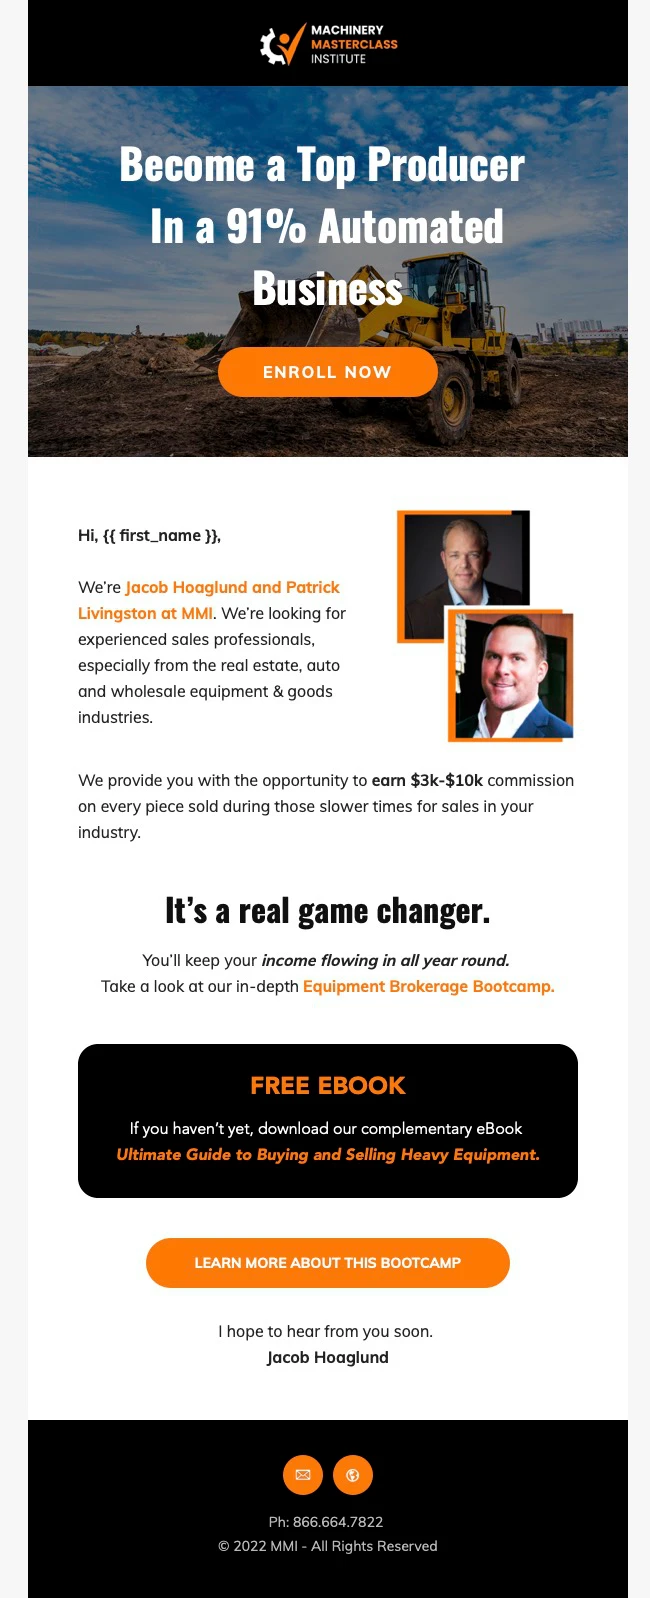 MACHINERY
MASTERCLASS
INSTITUTE
Become a Top Producer
In a 91% Automated
Business
ENROLL NOW
Hi, {{ first_name }},
We're Jacob Hoaglund and Patrick
Livingston at MMI. We're looking for
experienced sales professionals,
especially from the real estate, auto
and wholesale equipment & goods
industries.
We provide you with the opportunity to earn $3k-$10k commission
on every piece sold during those slower times for sales in your
industry.
It's a real game changer.
You'll keep your income flowing in all year round.
Take a look at our in-depth Equipment Brokerage Bootcamp.
FREE EBOOK
If you haven't yet, download our complementary eBook
Ultimate Guide to Buying and Selling Heavy Equipment.
LEARN MORE ABOUT THIS BOOTCAMP
I hope to hear from you soon.
Jacob Hoaglund
Ph: 866.664.7822
© 2022 MMI - All Rights Reserved